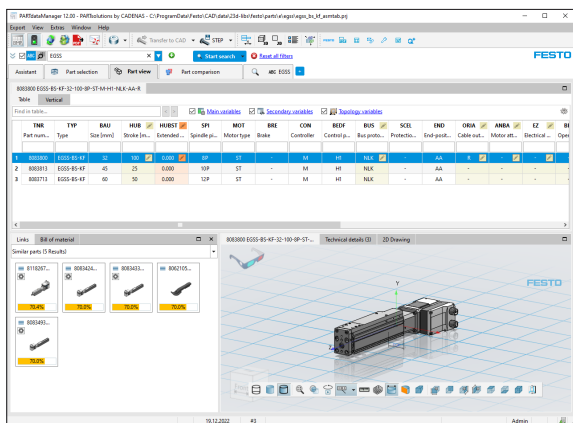 PARTdataManager 12.00 - PARTsolutions by CADENAS - C:\ProgramData\Festo\CAD\data\23d-libs\festo\parts\e\egss\egss_bs_kf_asmtab.prj
Export View Extras Window Help
Transfer to CAD STEP
ABC EGSS Start search Reset all filters FESTO
Assistant Part selection Part view Part comparison ABC EGSS
8083800 EGSS-BS-KF-32-100-8P-ST-M-H1-NLK-AA-R
Table Vertical
Find in table... Main variables Secondary variables Topology variables
TNR TYP BAU HUB HUBST SPI MOT BRE CON BEDF BUS SCEL END ORIA ANBA EZ
Part num... Type Size [mm] Stroke [m... Extended ... Spindle pi... Motor type Brake Controller Control p... Bus proto... Protectio... End-posit... Cable out... Motor att... Electrical ...
1 8083800 EGSS-BS-KF 32 100 0.000 8P ST - M H1 NLK - AA R - -
2 8083813 EGSS-BS-KF 45 25 0.000 10P ST - M H1 NLK - AA - - -
3 8083713 EGSS-BS-KF 60 50 0.000 12P ST - M H1 NLK - AA - - -
Links Bill of material
8083800 EGSS-BS-KF-32-100-8P-ST-... Technical details (3) 2D Drawing
Similar parts (5 Results)
8118267... 8083424... 8083433... 8062105...
70.4% 70.0% 70.0% 70.0%
8083493...
70.0%
FESTO
Y
Z
19.12.2022 #3 Admin